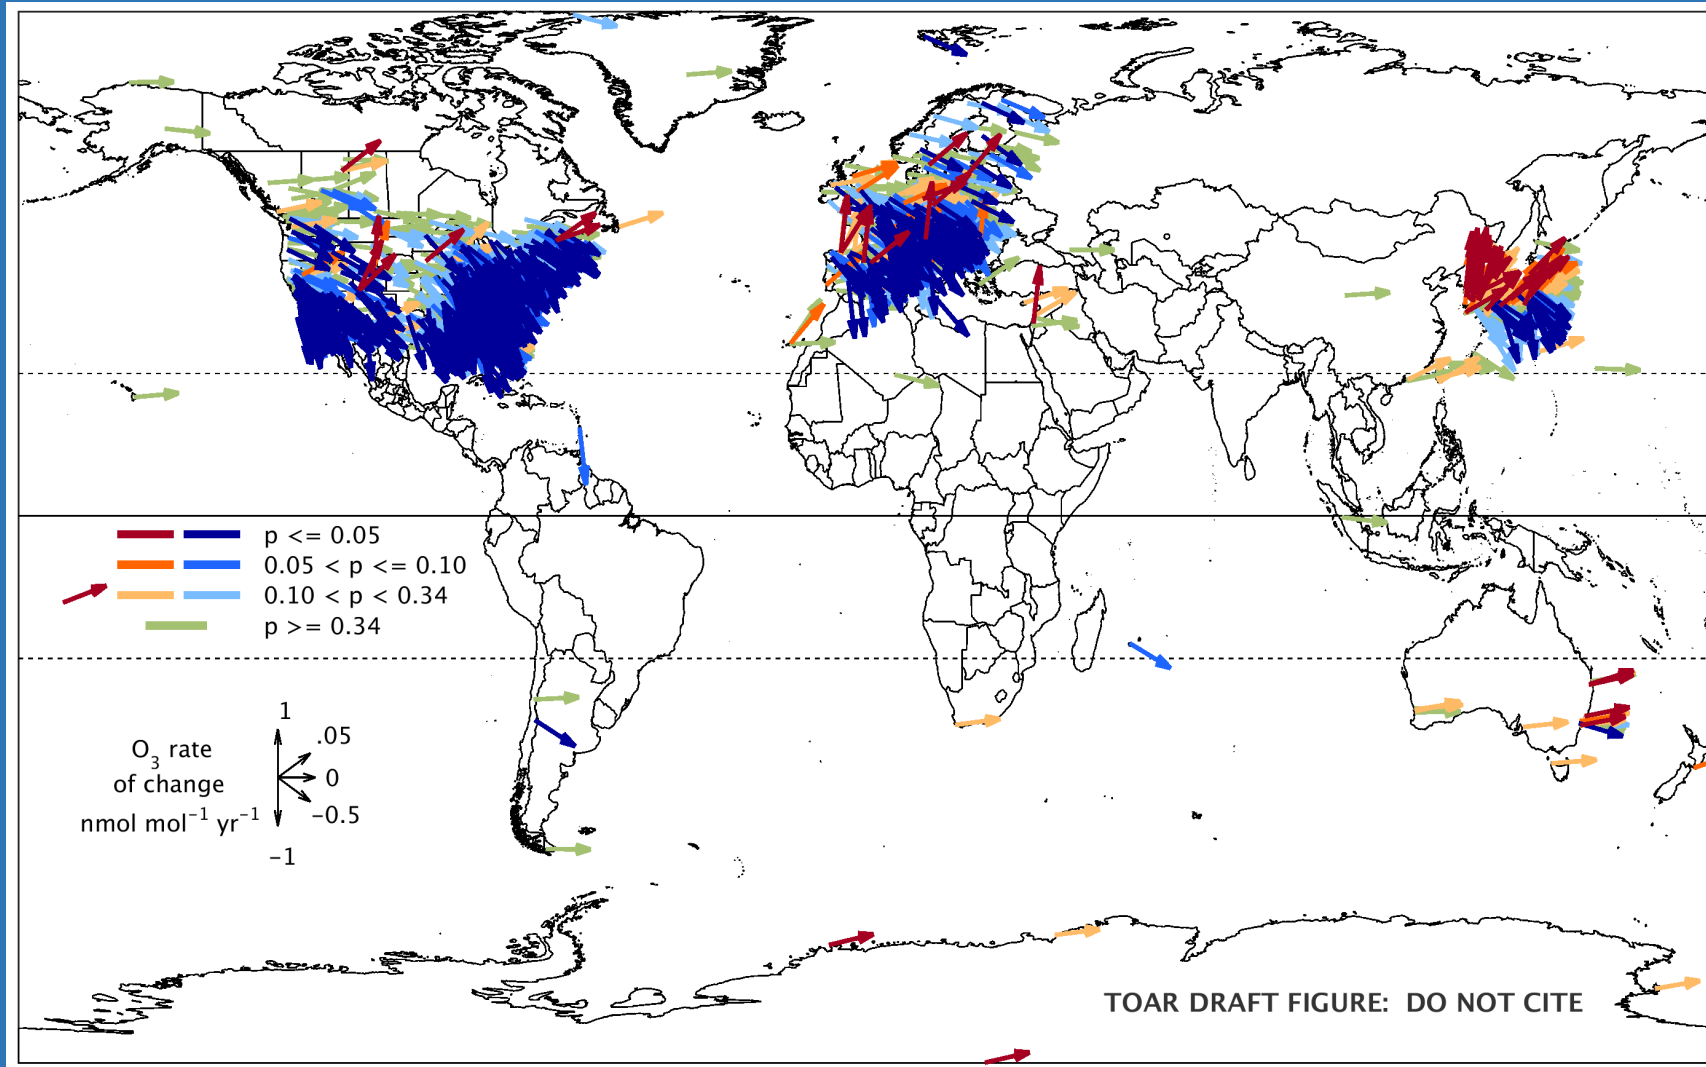 p <= 0.05
0.05 < p <= 0.10
0.10 < p < 0.34
p >= 0.34
1
.05
O3 rate
of change
0
nmol mol−1 yr−1
−0.5
−1
TOAR DRAFT FIGURE: DO NOT CITE